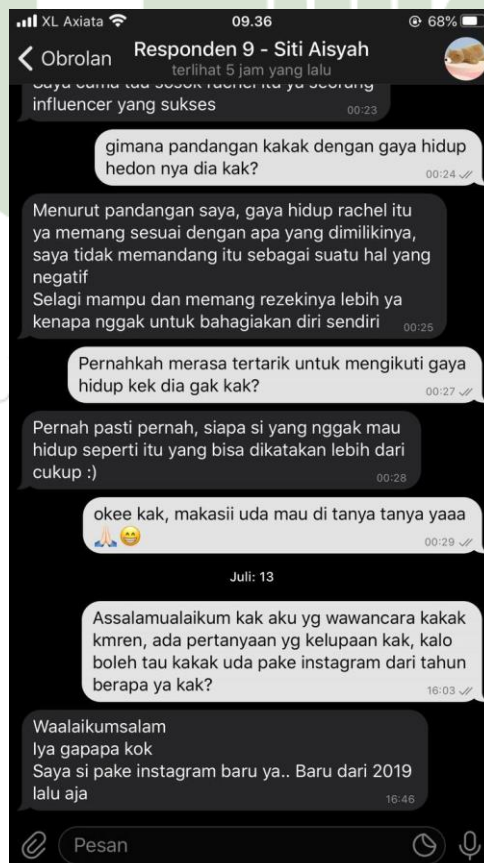 XL Axiata
09.36
68%
Obrolan
Responden 9 - Siti Aisyah
terlihat 5 jam yang lalu
Saya cuma tau sosok rachel itu ya seorang
influencer yang sukses
00:23
gimana pandangan kakak dengan gaya hidup
hedon nya dia kak?
00:24
Menurut pandangan saya, gaya hidup rachel itu
ya memang sesuai dengan apa yang dimilikinya,
saya tidak memandang itu sebagai suatu hal yang
negatif
Selagi mampu dan memang rezekinya lebih ya
kenapa nggak untuk bahagiakan diri sendiri
00:25
Pernahkah merasa tertarik untuk mengikuti gaya
hidup kek dia gak kak?
00:27
Pernah pasti pernah, siapa si yang nggak mau
hidup seperti itu yang bisa dikatakan lebih dari
cukup :)
00:28
okee kak, makasii uda mau di tanya tanya yaaa
🙏🏻😁
00:29
Juli: 13
Assalamualaikum kak aku yg wawancara kakak
kmren, ada pertanyaan yg kelupaan kak, kalo
boleh tau kakak uda pake instagram dari tahun
berapa ya kak?
16:03
Waalaikumsalam
Iya gapapa kok
Saya si pake instagram baru ya.. Baru dari 2019
lalu aja
16:46
Pesan